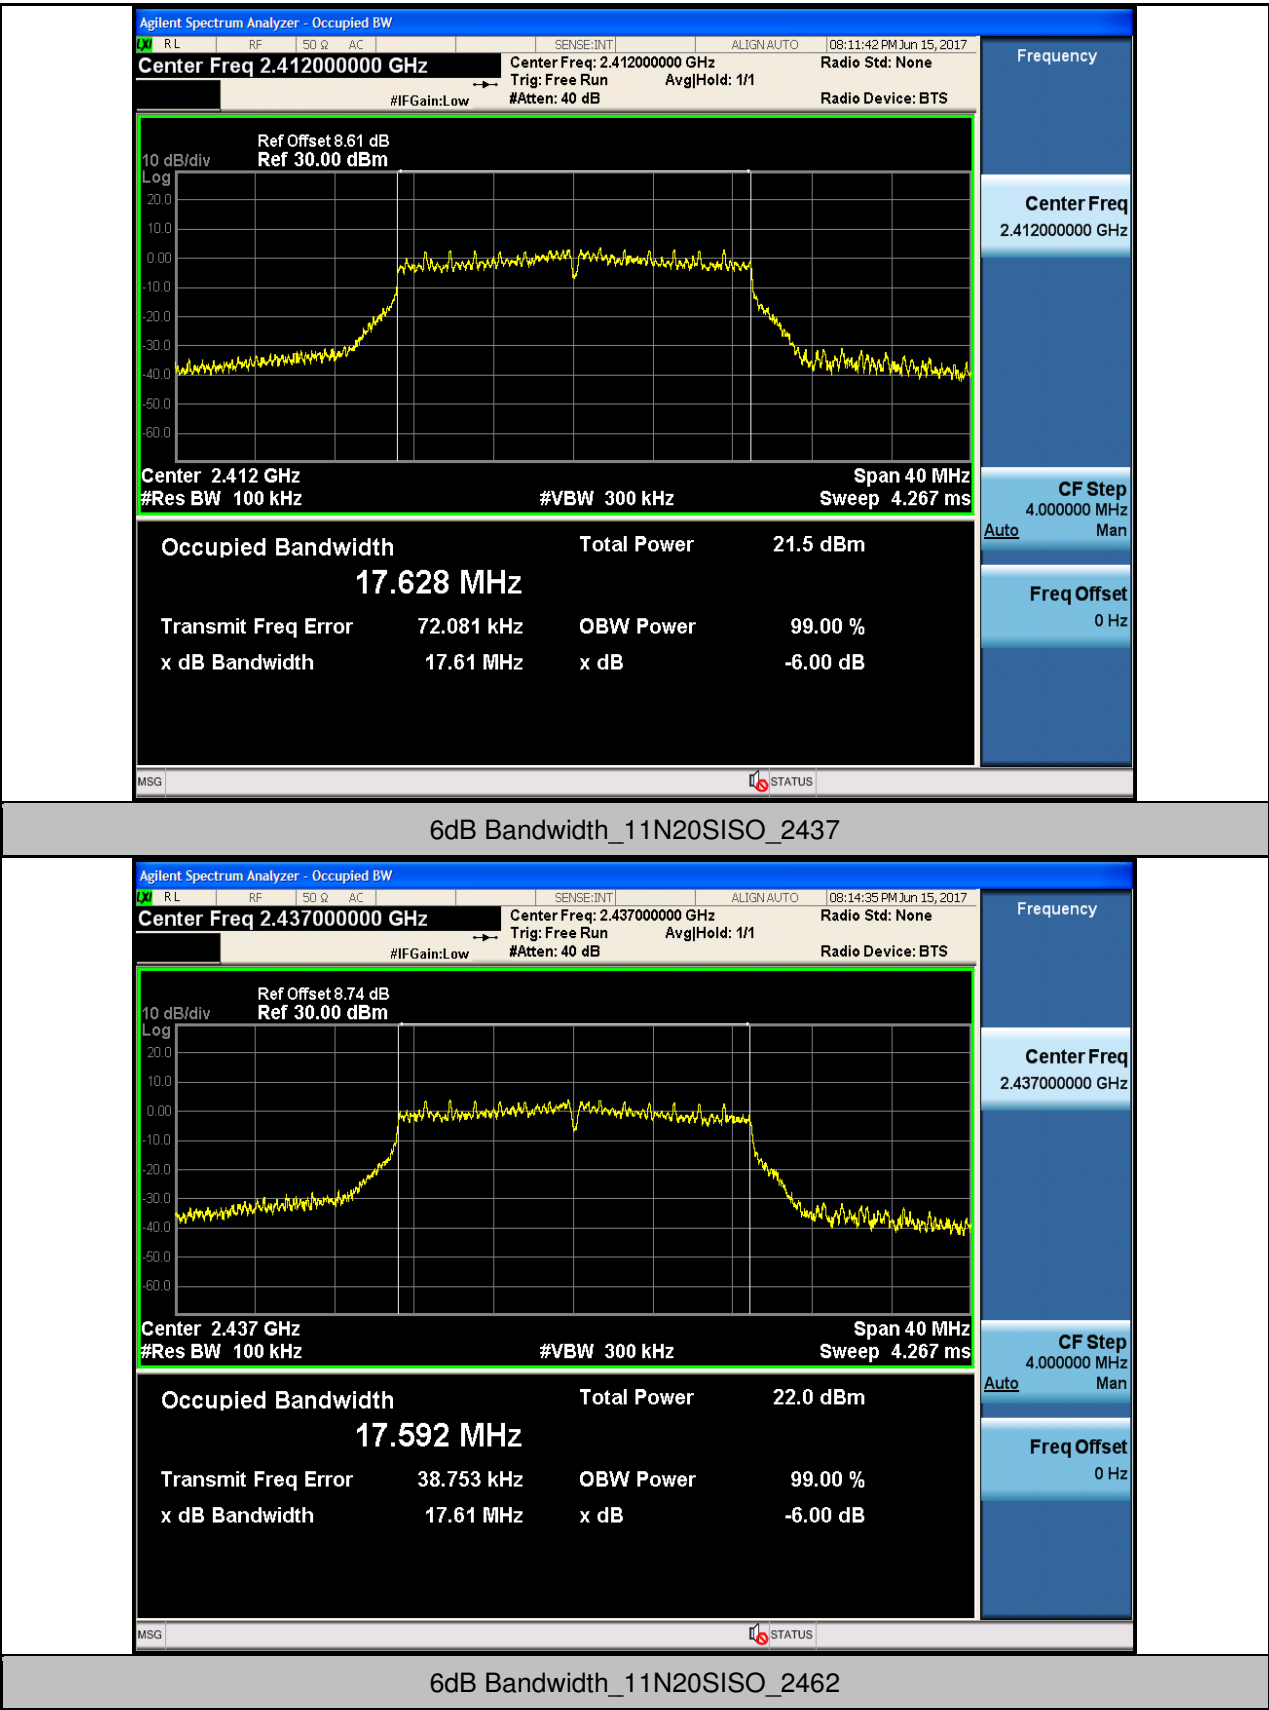 Agilent Spectrum Analyzer - Occupied BW
LXI RL RF 50 Ω AC SENSE:INT ALIGN AUTO 08:11:42 PM Jun 15, 2017
Center Freq 2.412000000 GHz
Center Freq: 2.412000000 GHz
Radio Std: None
Trig: Free Run Avg|Hold: 1/1
#IFGain:Low
#Atten: 40 dB
Radio Device: BTS
Frequency
Ref Offset 8.61 dB
10 dB/div Ref 30.00 dBm
Log
20.0
10.0
0.00
-10.0
-20.0
-30.0
-40.0
-50.0
-60.0
Center 2.412 GHz Span 40 MHz
#Res BW 100 kHz #VBW 300 kHz Sweep 4.267 ms
Center Freq
2.412000000 GHz
CF Step
4.000000 MHz
Auto Man
Freq Offset
0 Hz
Occupied Bandwidth Total Power 21.5 dBm
17.628 MHz
Transmit Freq Error 72.081 kHz OBW Power 99.00 %
x dB Bandwidth 17.61 MHz x dB -6.00 dB
MSG STATUS
6dB Bandwidth_11N20SISO_2437
Agilent Spectrum Analyzer - Occupied BW
LXI RL RF 50 Ω AC SENSE:INT ALIGN AUTO 08:14:35 PM Jun 15, 2017
Center Freq 2.437000000 GHz
Center Freq: 2.437000000 GHz
Radio Std: None
Trig: Free Run Avg|Hold: 1/1
#IFGain:Low
#Atten: 40 dB
Radio Device: BTS
Frequency
Ref Offset 8.74 dB
10 dB/div Ref 30.00 dBm
Log
20.0
10.0
0.00
-10.0
-20.0
-30.0
-40.0
-50.0
-60.0
Center 2.437 GHz Span 40 MHz
#Res BW 100 kHz #VBW 300 kHz Sweep 4.267 ms
Center Freq
2.437000000 GHz
CF Step
4.000000 MHz
Auto Man
Freq Offset
0 Hz
Occupied Bandwidth Total Power 22.0 dBm
17.592 MHz
Transmit Freq Error 38.753 kHz OBW Power 99.00 %
x dB Bandwidth 17.61 MHz x dB -6.00 dB
MSG STATUS
6dB Bandwidth_11N20SISO_2462